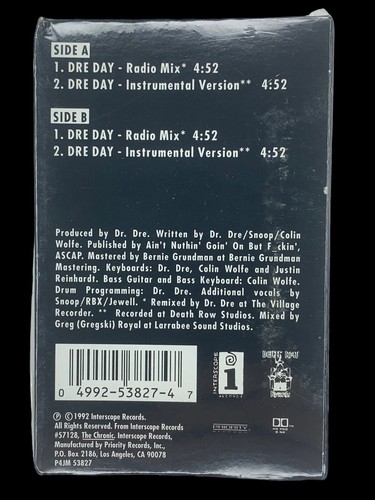 SIDE A
1. DRE DAY - Radio Mix* 4:52
2. DRE DAY - Instrumental Version** 4:52
SIDE B
1. DRE DAY - Radio Mix* 4:52
2. DRE DAY - Instrumental Version** 4:52
Produced by Dr. Dre. Written by Dr. Dre/Snoop/Colin
Wolfe. Published by Ain't Nuthin' Goin' On But F_ckin',
ASCAP. Mastered by Bernie Grundman at Bernie Grundman
Mastering. Keyboards: Dr. Dre, Colin Wolfe and Justin
Reinhardt. Bass Guitar and Bass Keyboard: Colin Wolfe.
Drum Programming: Dr. Dre. Additional vocals by
Snoop/RBX/Jewell. * Remixed by Dr. Dre at The Village
Recorder. ** Recorded at Death Row Studios. Mixed by
Greg (Gregski) Royal at Larrabee Sound Studios.
0 4992-53827-4 7
INTERSCOPE
RECORDS
i
DEATH ROW
RECORDS
℗ © 1992 Interscope Records.
All Rights Reserved. From Interscope Records
#57128, The Chronic. Interscope Records,
Manufactured by Priority Records, Inc.,
P.O. Box 2186, Los Angeles, CA 90078
P4JM 53827
PRIORITY